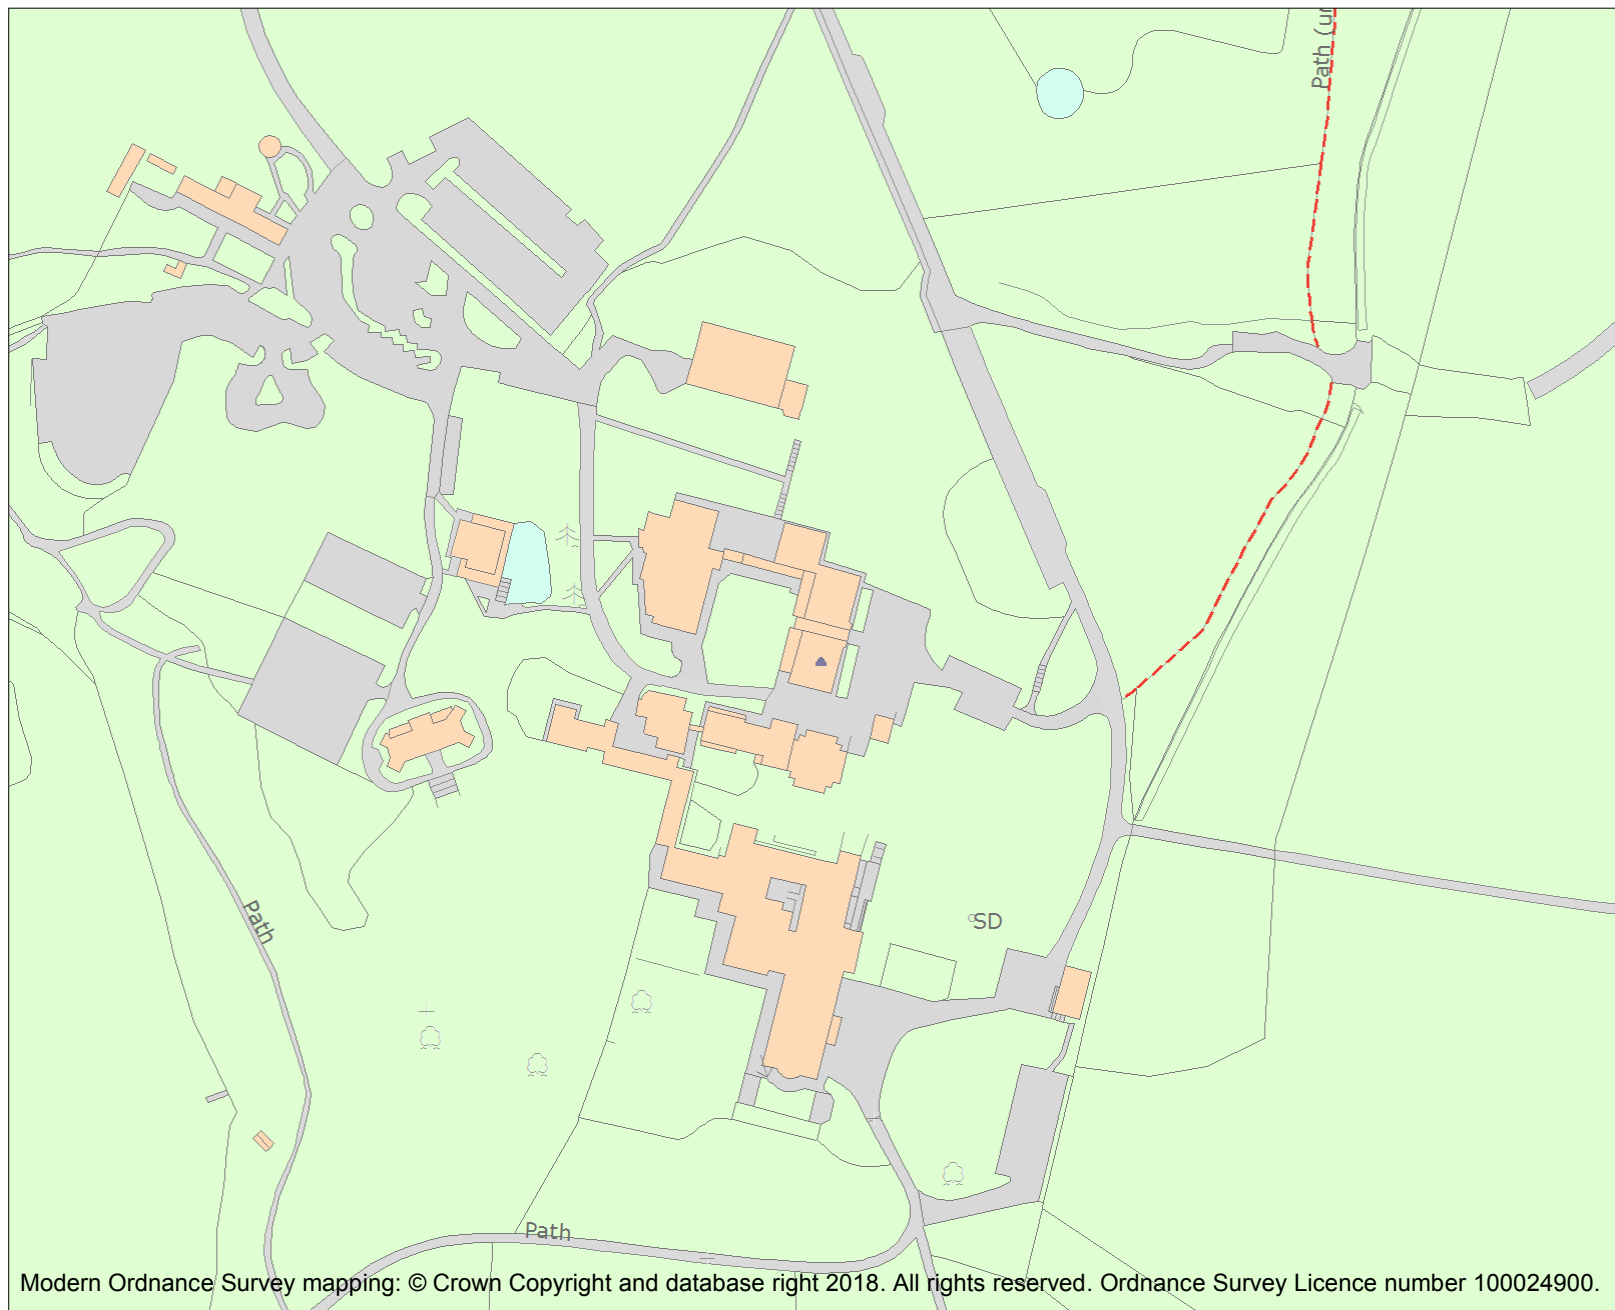 Path (un
Path
SD
Path
Modern Ordnance Survey mapping: © Crown Copyright and database right 2018. All rights reserved. Ordnance Survey Licence number 100024900.